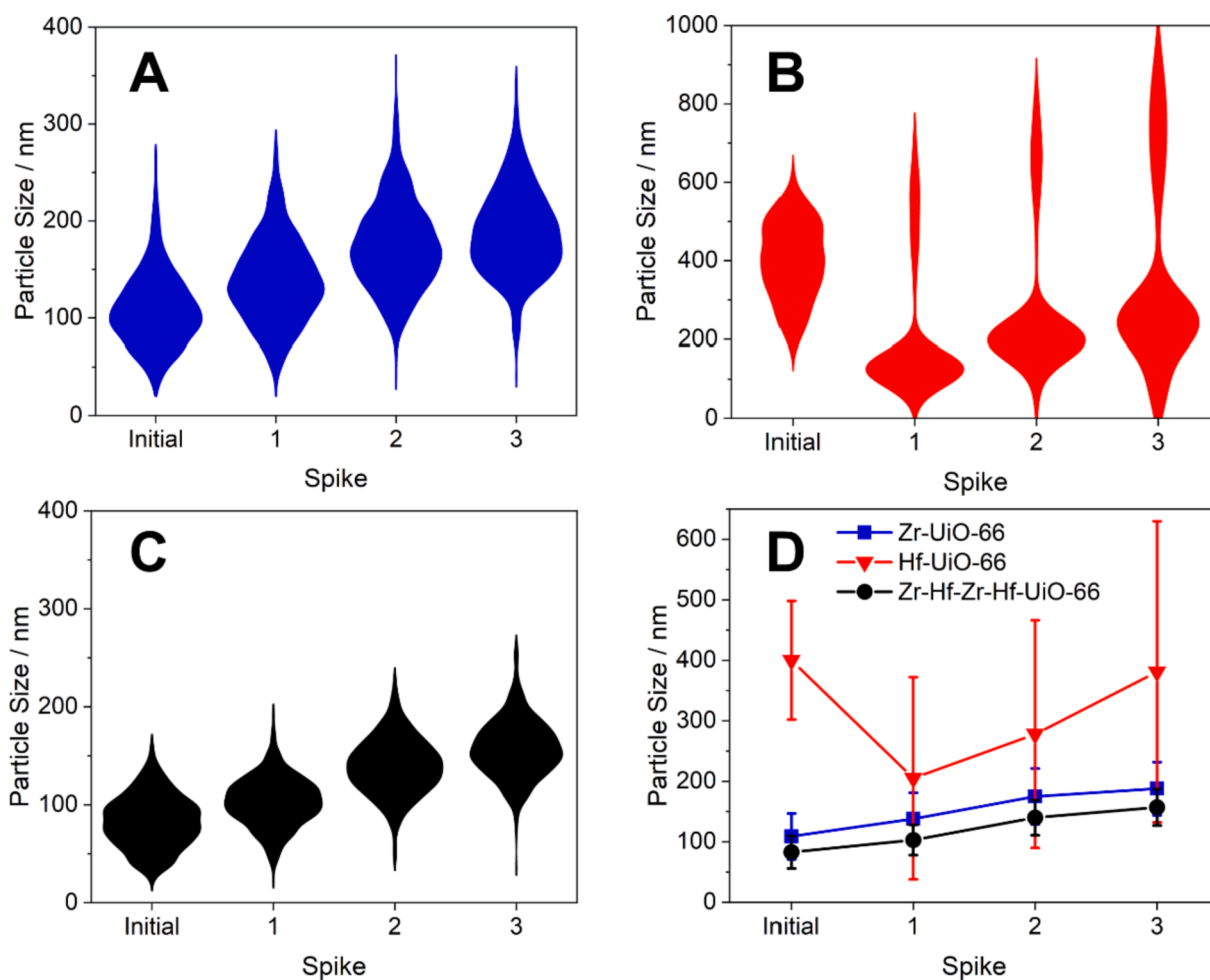 A
Particle Size / nm
400
300
200
100
0
Initial
1
2
3
Spike
B
Particle Size / nm
1000
800
600
400
200
0
Initial
1
2
3
Spike
C
Particle Size / nm
400
300
200
100
0
Initial
1
2
3
Spike
D
Zr-UiO-66
Hf-UiO-66
Zr-Hf-Zr-Hf-UiO-66
Particle Size / nm
600
500
400
300
200
100
0
Initial
1
2
3
Spike